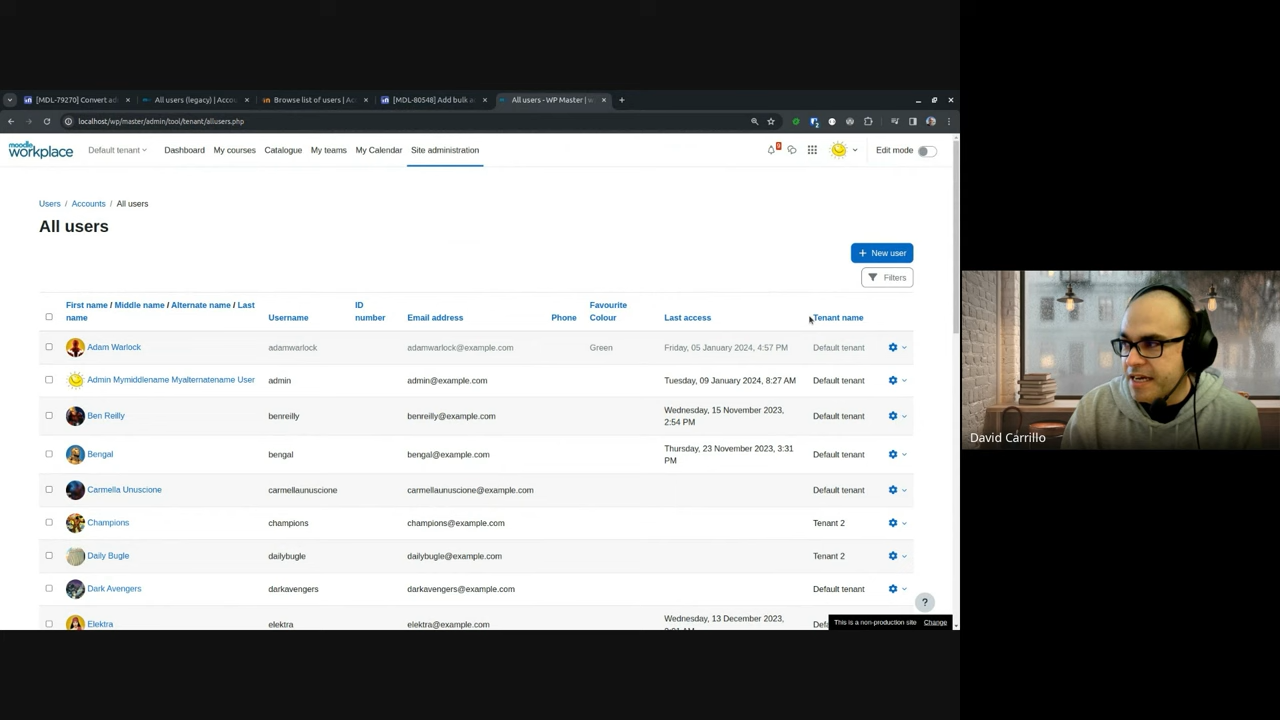 [MDL-79270] Convert ad
All users (legacy) | Accou
Browse list of users | Ac
[MDL-80548] Add bulk a
All users - WP Master | w
localhost/wp/master/admin/tool/tenant/allusers.php
moodle workplace
Default tenant
Dashboard
My courses
Catalogue
My teams
My Calendar
Site administration
Edit mode
Users / Accounts / All users
All users
New user
Filters
First name / Middle name / Alternate name / Last name
Username
ID number
Email address
Phone
Favourite Colour
Last access
Tenant name
Adam Warlock adamwarlock adamwarlock@example.com Green Friday, 05 January 2024, 4:57 PM Default tenant
Admin Mymiddlename Myalternatename User admin admin@example.com Tuesday, 09 January 2024, 8:27 AM Default tenant
Ben Reilly benreilly benreilly@example.com Wednesday, 15 November 2023, 2:54 PM Default tenant
Bengal bengal bengal@example.com Thursday, 23 November 2023, 3:31 PM Default tenant
Carmella Unuscione carmellaunuscione carmellaunuscione@example.com Default tenant
Champions champions champions@example.com Tenant 2
Daily Bugle dailybugle dailybugle@example.com Tenant 2
Dark Avengers darkavengers darkavengers@example.com Default tenant
Elektra elektra elektra@example.com Wednesday, 13 December 2023,
?
This is a non-production site Change
David Carrillo